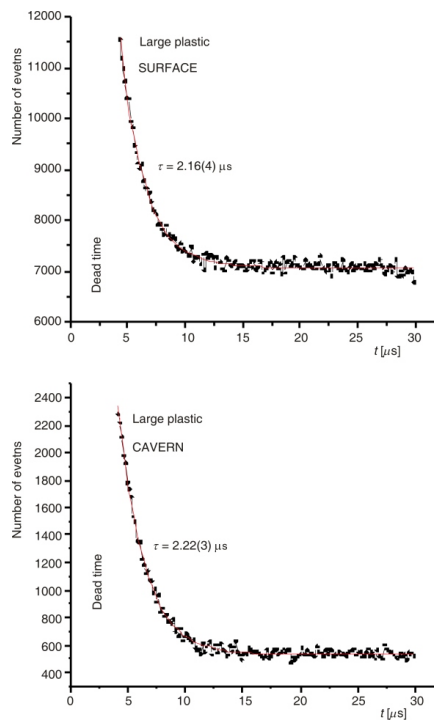 12000
Large plastic
SURFACE
11000
10000
Number of evetns
9000
τ = 2.16(4) μs
8000
7000
Dead time
6000
0 5 10 15 20 25 30
t [μs]
2400
Large plastic
2200
CAVERN
2000
1800
Number of evetns
1600
1400
τ = 2.22(3) μs
1200
1000
Dead time
800
600
400
0 5 10 15 20 25 30
t [μs]